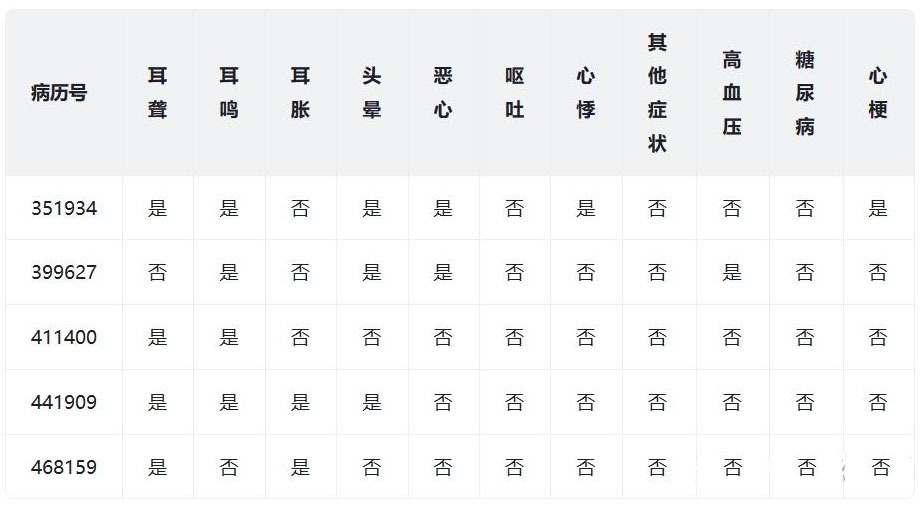 病历号 耳聋 耳鸣 耳胀 头晕 恶心 呕吐 心悸 其他症状 高血压 糖尿病 心梗
351934 是 是 否 是 是 否 是 否 否 否 是
399627 否 是 否 是 是 否 否 否 是 否 否
411400 是 是 否 否 否 否 否 否 否 否 否
441909 是 是 是 是 否 否 否 否 否 否 否
468159 是 否 是 否 否 否 否 否 否 否 否